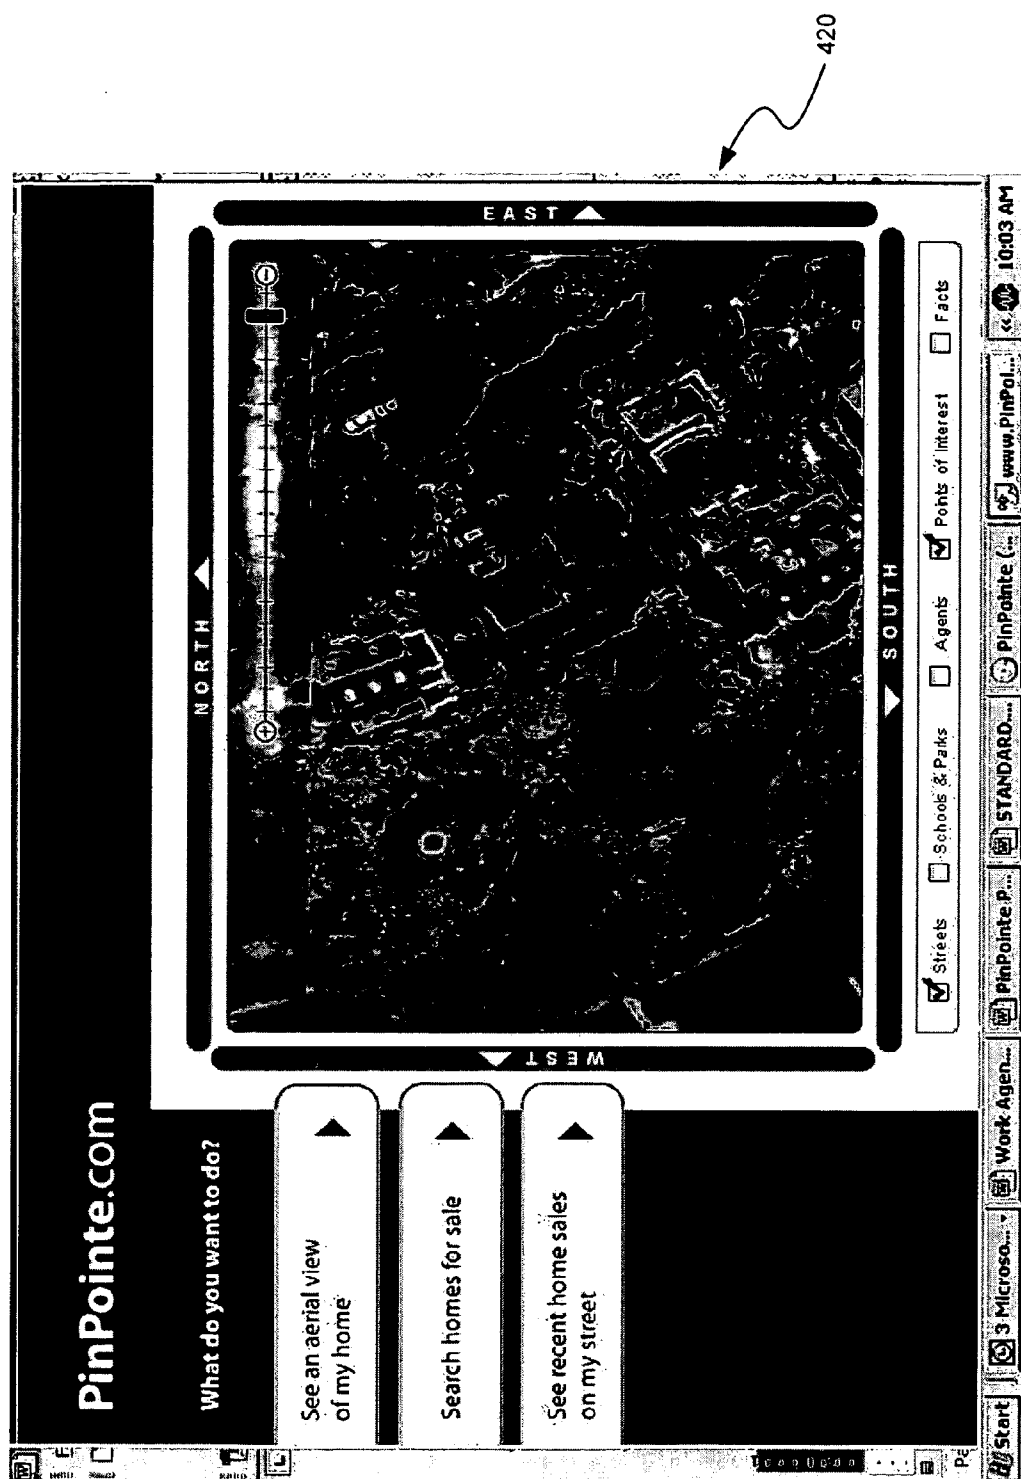 PinPointe.com
What do you want to do?
See an aerial view
of my home
Search homes for sale
See recent home sales
on my street
NORTH
WEST
EAST
SOUTH
Streets Schools & Parks Agents Points of Interest Facts
Start 3 Microso... Work Agen... PinPointe P... STANDARD.... PinPointe (... www.PinPoi... 10:03 AM
420